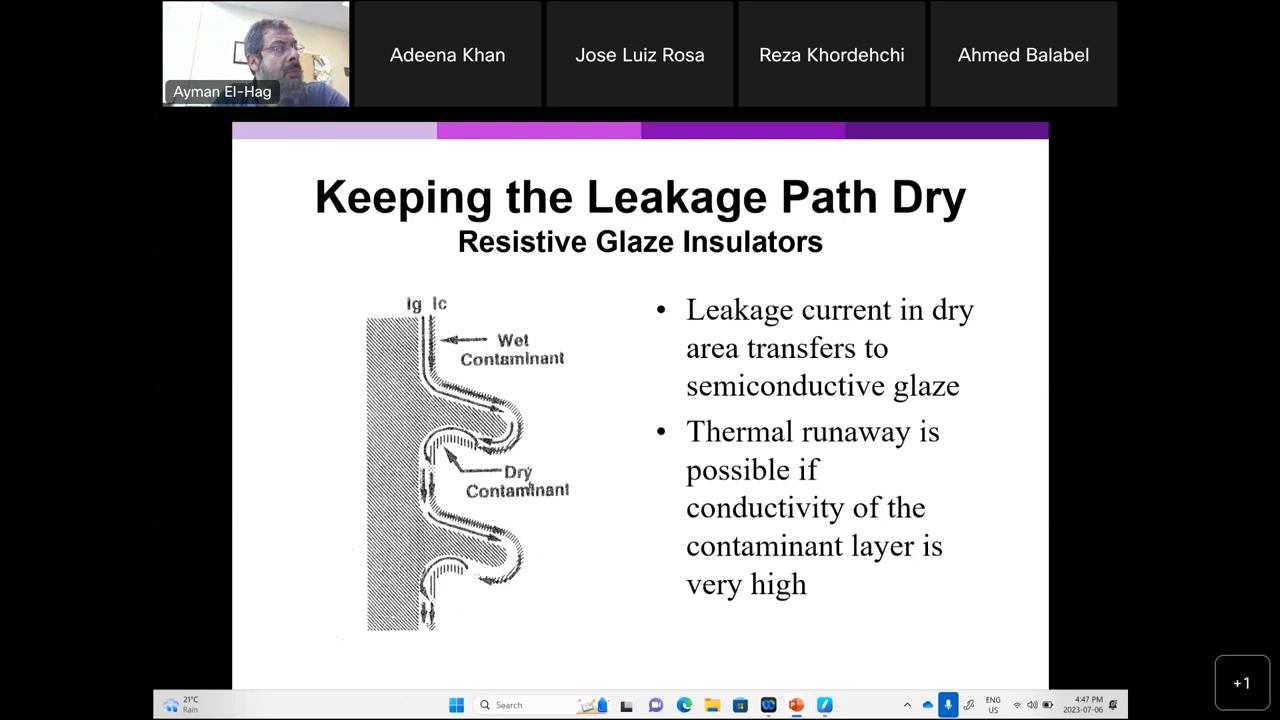 Ayman El-Hag
Adeena Khan
Jose Luiz Rosa
Reza Khordehchi
Ahmed Balabel
Keeping the Leakage Path Dry
Resistive Glaze Insulators
Ig Ic
Wet
Contaminant
Dry
Contaminant
• Leakage current in dry
area transfers to
semiconductive glaze
• Thermal runaway is
possible if
conductivity of the
contaminant layer is
very high
+1
21°C
Rain
Search
ENG
US
4:47 PM
2023-07-06